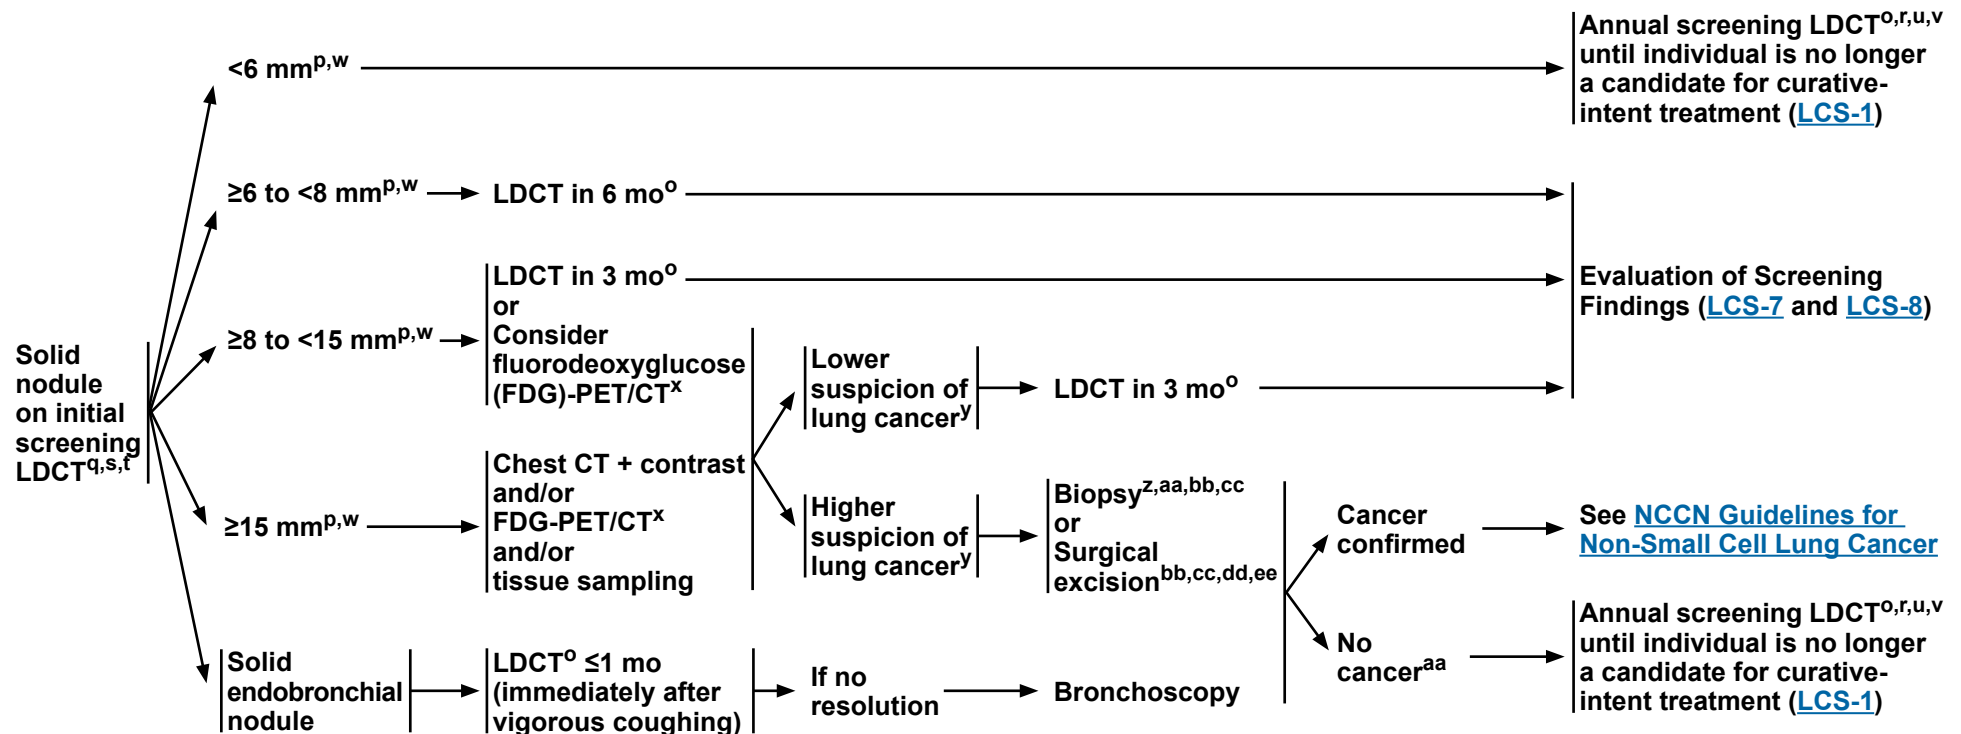 Solid
nodule
on initial
screening
LDCTq,s,t
<6 mmp,w
Annual screening LDCTo,r,u,v
until individual is no longer
a candidate for curative-
intent treatment (LCS-1)
≥6 to <8 mmp,w
LDCT in 6 moo
≥8 to <15 mmp,w
LDCT in 3 moo
or
Consider
fluorodeoxyglucose
(FDG)-PET/CTx
Evaluation of Screening
Findings (LCS-7 and LCS-8)
≥15 mmp,w
Chest CT + contrast
and/or
FDG-PET/CTx
and/or
tissue sampling
Lower
suspicion of
lung cancery
LDCT in 3 moo
Higher
suspicion of
lung cancery
Biopsyz,aa,bb,cc
or
Surgical
excisionbb,cc,dd,ee
Cancer
confirmed
See NCCN Guidelines for
Non-Small Cell Lung Cancer
Solid
endobronchial
nodule
LDCTo ≤1 mo
(immediately after
vigorous coughing)
If no
resolution
Bronchoscopy
No
canceraa
Annual screening LDCTo,r,u,v
until individual is no longer
a candidate for curative-
intent treatment (LCS-1)